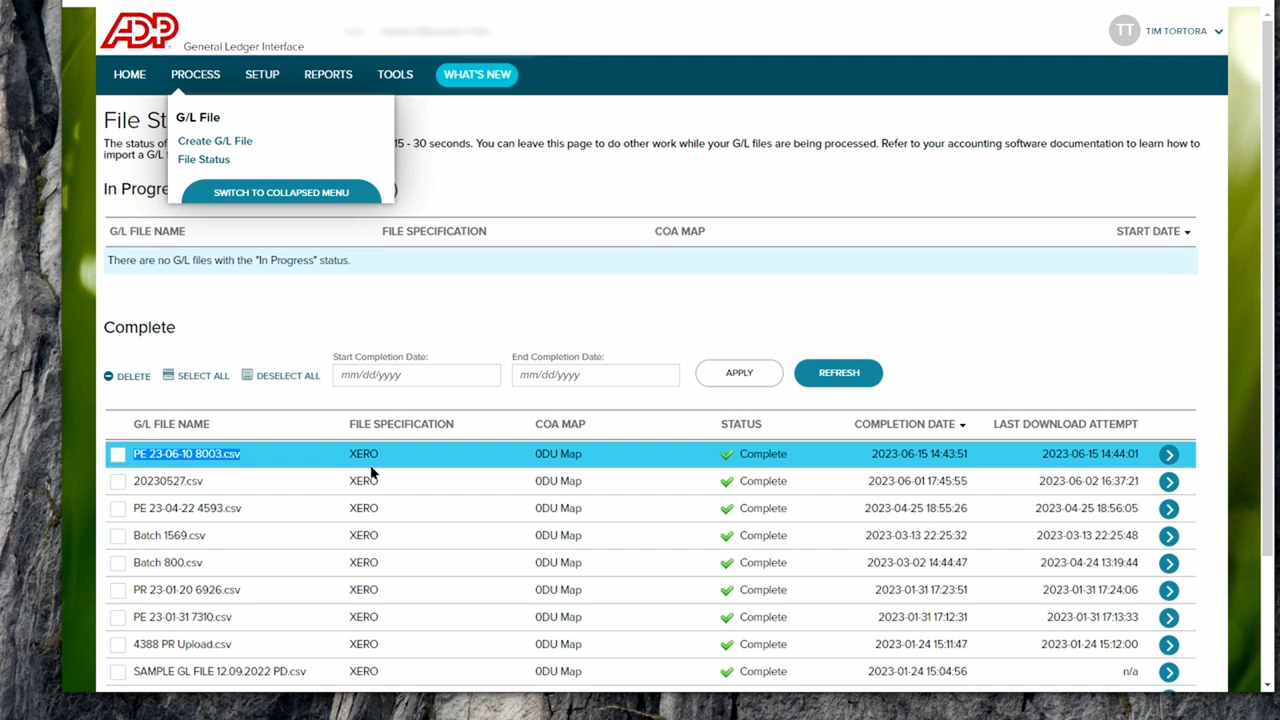 ADP
General Ledger Interface
TT TIM TORTORA
HOME PROCESS SETUP REPORTS TOOLS WHAT'S NEW
G/L File
Create G/L File
File Status
SWITCH TO COLLAPSED MENU
File St
The status of 15 - 30 seconds. You can leave this page to do other work while your G/L files are being processed. Refer to your accounting software documentation to learn how to
import a G/L f
In Progre )
G/L FILE NAME FILE SPECIFICATION COA MAP START DATE
There are no G/L files with the "In Progress" status.
Complete
Start Completion Date: End Completion Date:
DELETE SELECT ALL DESELECT ALL mm/dd/yyyy mm/dd/yyyy APPLY REFRESH
G/L FILE NAME FILE SPECIFICATION COA MAP STATUS COMPLETION DATE LAST DOWNLOAD ATTEMPT
PE 23-06-10 8003.csv XERO 0DU Map Complete 2023-06-15 14:43:51 2023-06-15 14:44:01
20230527.csv XERO 0DU Map Complete 2023-06-01 17:45:55 2023-06-02 16:37:21
PE 23-04-22 4593.csv XERO 0DU Map Complete 2023-04-25 18:55:26 2023-04-25 18:56:05
Batch 1569.csv XERO 0DU Map Complete 2023-03-13 22:25:32 2023-03-13 22:25:48
Batch 800.csv XERO 0DU Map Complete 2023-03-02 14:44:47 2023-04-24 13:19:44
PR 23-01-20 6926.csv XERO 0DU Map Complete 2023-01-31 17:23:51 2023-01-31 17:24:06
PE 23-01-31 7310.csv XERO 0DU Map Complete 2023-01-31 17:12:31 2023-01-31 17:13:33
4388 PR Upload.csv XERO 0DU Map Complete 2023-01-24 15:11:47 2023-01-24 15:12:00
SAMPLE GL FILE 12.09.2022 PD.csv XERO 0DU Map Complete 2023-01-24 15:04:56 n/a